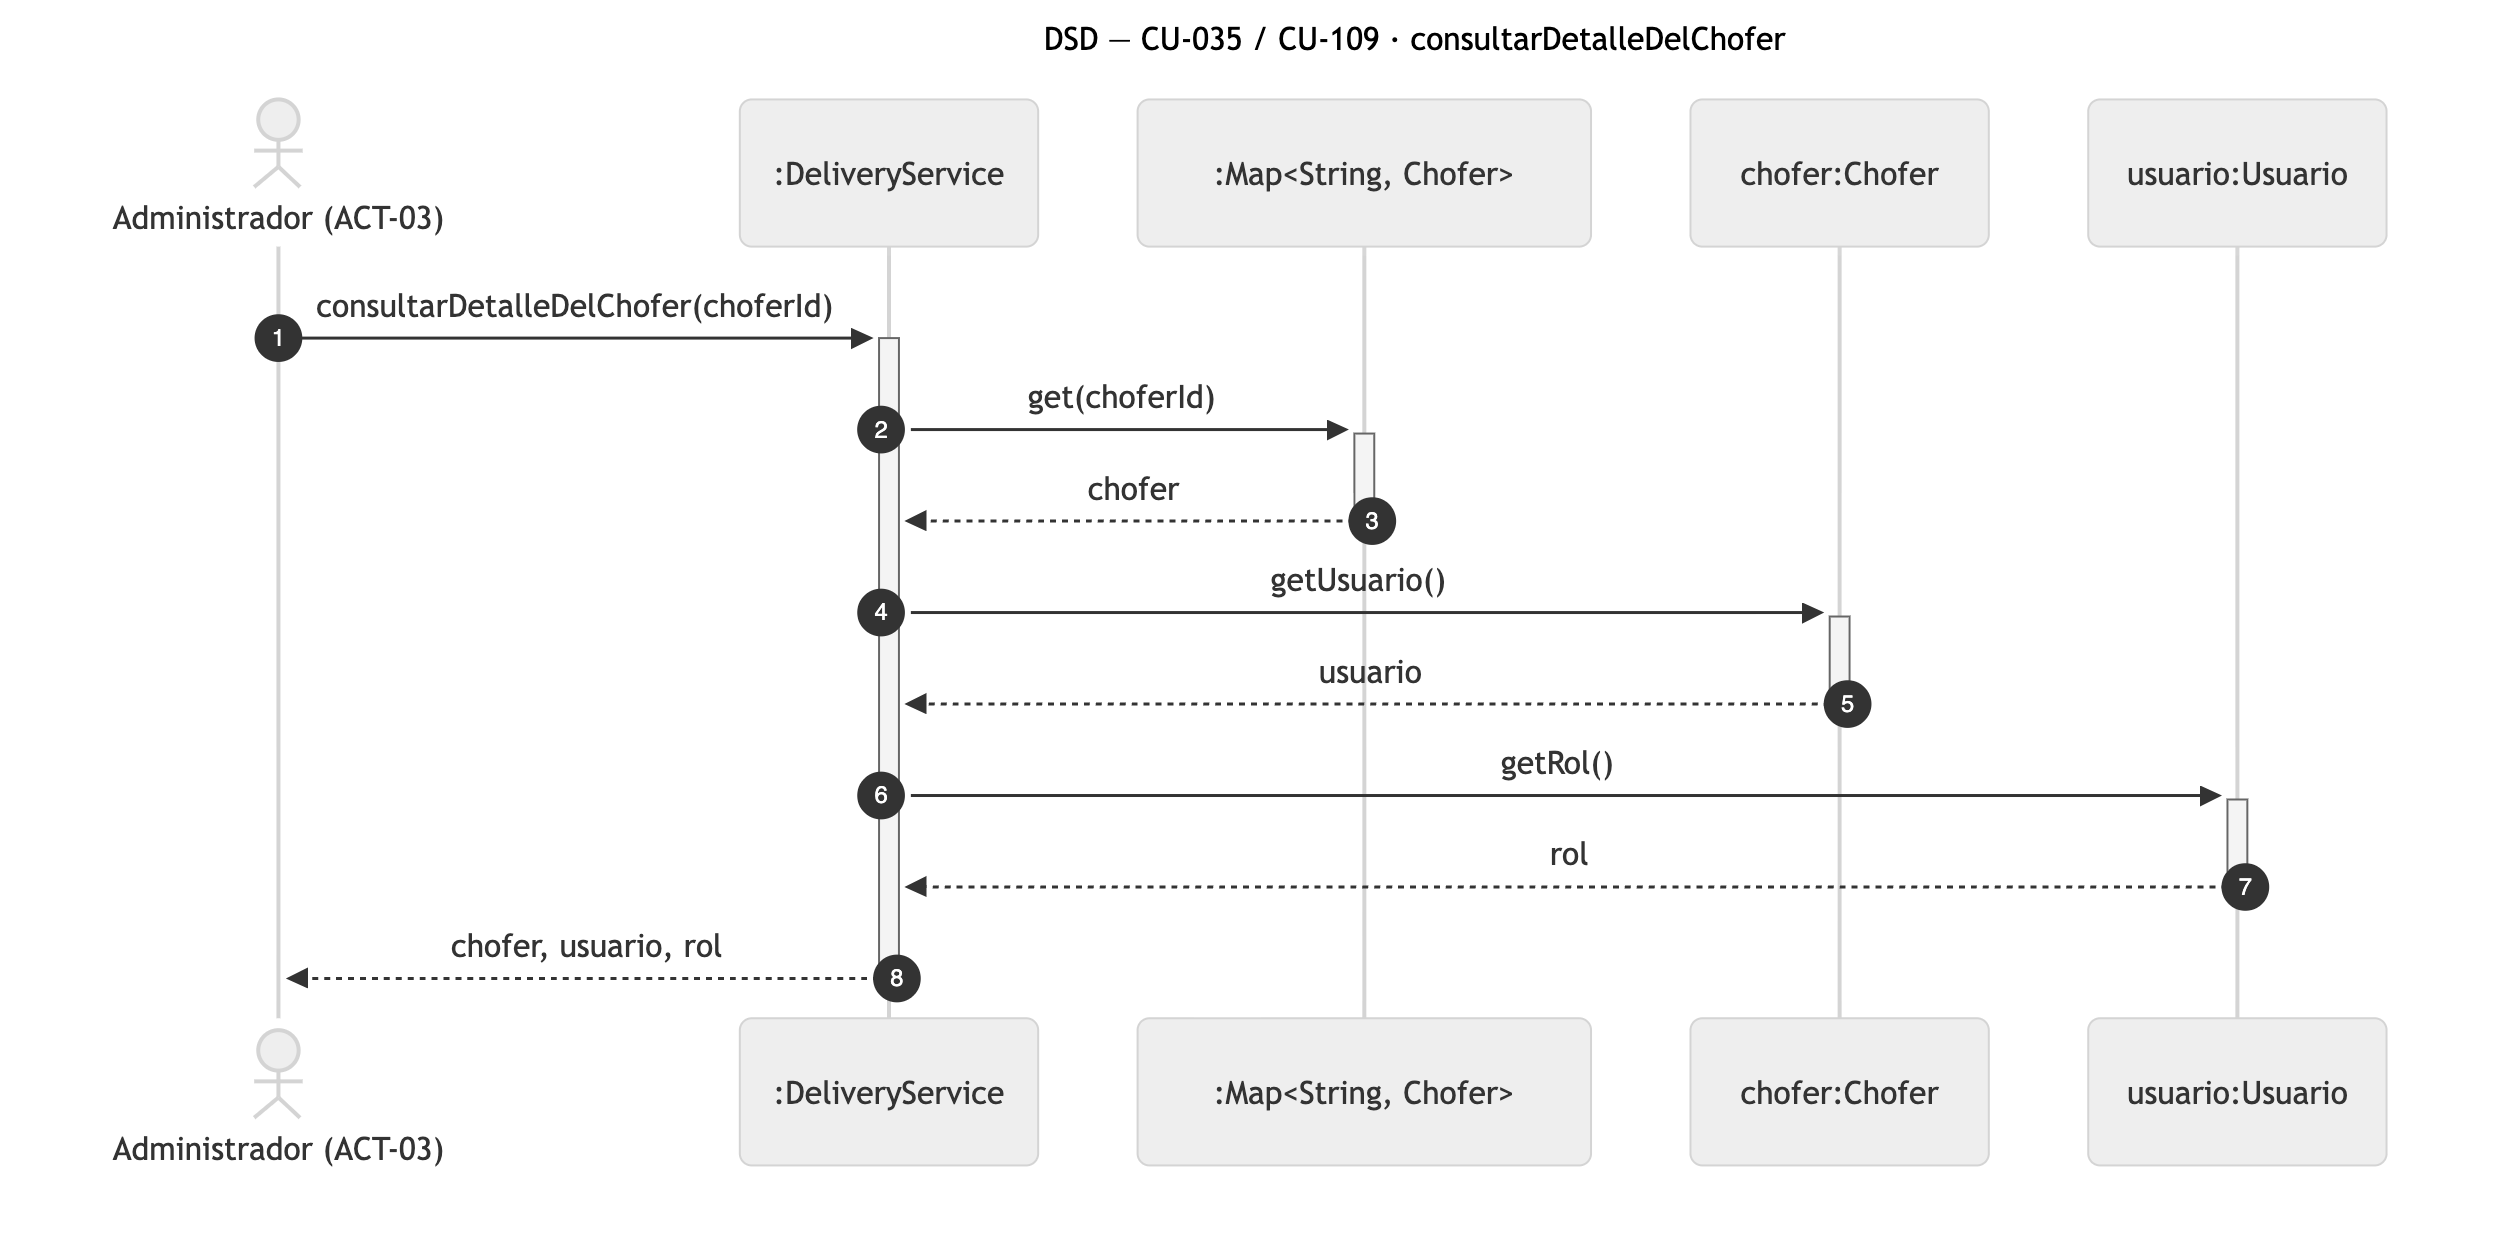 DSD — CU-035 / CU-109 · consultarDetalleDelChofer
Administrador (ACT-03)
:DeliveryService
:Map<String, Chofer>
chofer:Chofer
usuario:Usuario
consultarDetalleDelChofer(choferId)
1
get(choferId)
2
chofer
3
getUsuario()
4
usuario
5
getRol()
6
rol
7
chofer, usuario, rol
8
Administrador (ACT-03)
:DeliveryService
:Map<String, Chofer>
chofer:Chofer
usuario:Usuario